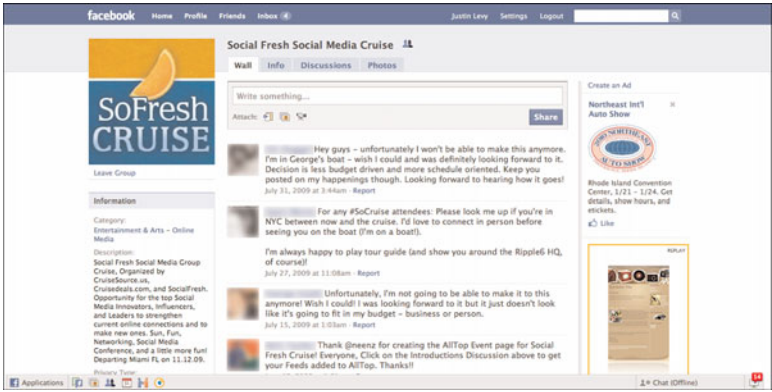 facebook Home Profile Friends Inbox 4 Justin Levy Settings Logout
SoFresh
CRUISE
Leave Group
Information
Category:
Entertainment & Arts - Online
Media
Description:
Social Fresh Social Media Group
Cruise, Organized by
CruiseSource.us,
Cruisedeals.com, and SocialFresh.
Opportunity for the top Social
Media Innovators, Influencers,
and Leaders to strengthen
current online connections and to
make new ones. Sun, Fun,
Networking, Social Media
Conference, and a little more fun!
Departing Miami FL on 11.12.09.
Privacy Type:
Social Fresh Social Media Cruise
Wall Info Discussions Photos
Write something...
Attach:
Share
Hey guys - unfortunately I won't be able to make this anymore.
I'm in George's boat - wish I could and was definitely looking forward to it.
Decision is less budget driven and more schedule oriented. Keep you
posted on my happenings though. Looking forward to hearing how it goes!
July 31, 2009 at 3:44am · Report
For any #SoCruise attendees: Please look me up if you're in
NYC between now and the cruise. I'd love to connect in person before
seeing you on the boat (I'm on a boat!).
I'm always happy to play tour guide (and show you around the Ripple6 HQ,
of course)!
July 27, 2009 at 11:08am · Report
Unfortunately, I'm not going to be able to make it to this
anymore! Wish I could! I was looking forward to it but it just doesn't look
like it's going to fit in my budget - business or person.
July 15, 2009 at 1:03am · Report
Thank @neenz for creating the AllTop Event page for Social
Fresh Cruise! Everyone, Click on the Introductions Discussion above to get
your Feeds added to AllTop. Thanks!!
Create an Ad
Northeast Int'l
Auto Show
NORTHEAST
AUTO SHOW
Rhode Island Convention
Center, 1/21 - 1/24. Get
details, show hours, and
etickets.
Like
REPLAY
Applications
Chat (Offline)
14